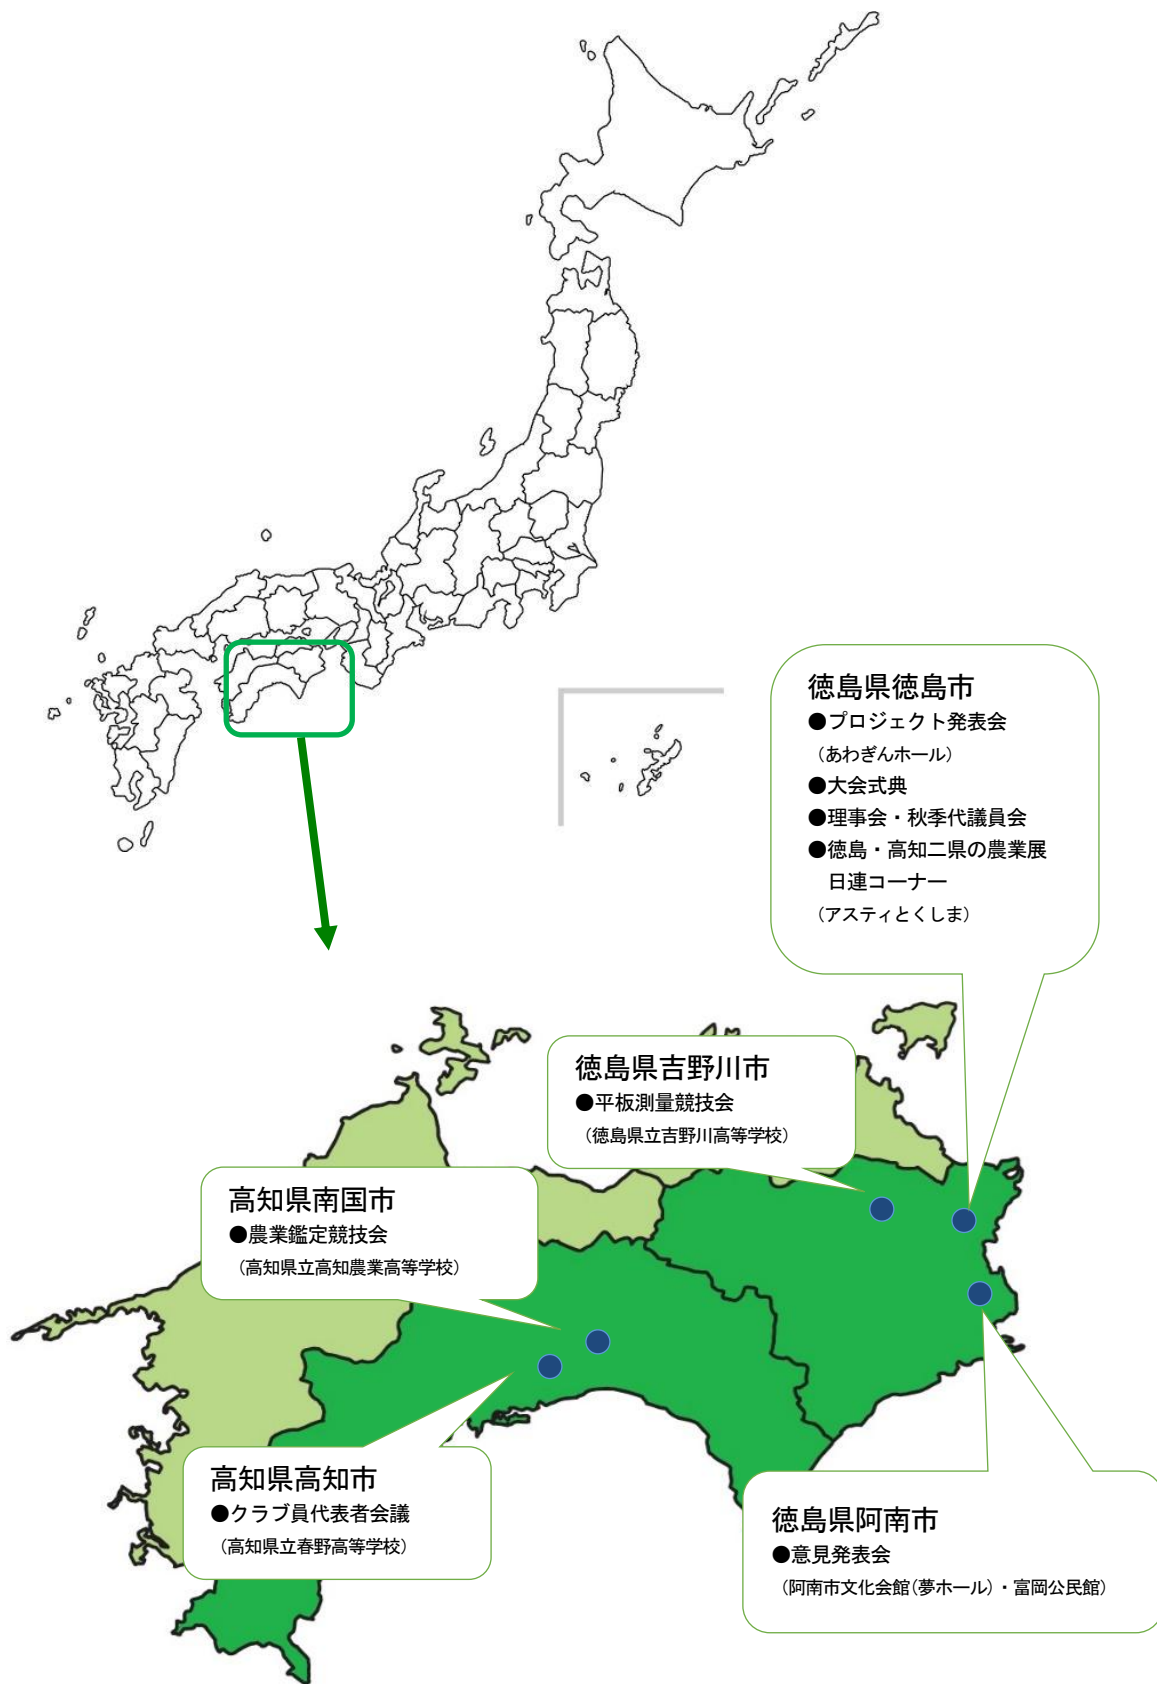 徳島県徳島市
●プロジェクト発表会
（あわぎんホール）
●大会式典
●理事会・秋季代議員会
●徳島・高知二県の農業展
日連コーナー
（アスティとくしま）
徳島県吉野川市
●平板測量競技会
（徳島県立吉野川高等学校）
高知県南国市
●農業鑑定競技会
（高知県立高知農業高等学校）
高知県高知市
●クラブ員代表者会議
（高知県立春野高等学校）
徳島県阿南市
●意見発表会
（阿南市文化会館(夢ホール)・富岡公民館）